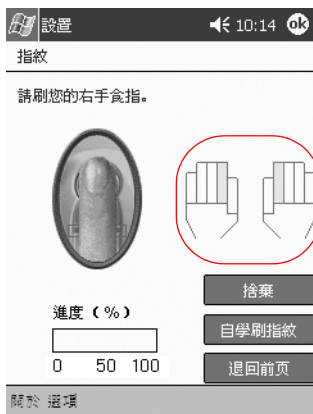 設置 10:14 ok
指紋
請刷您的右手食指。
進度（%）
0 50 100
捨棄
自學刷指紋
退回前页
關於 選項